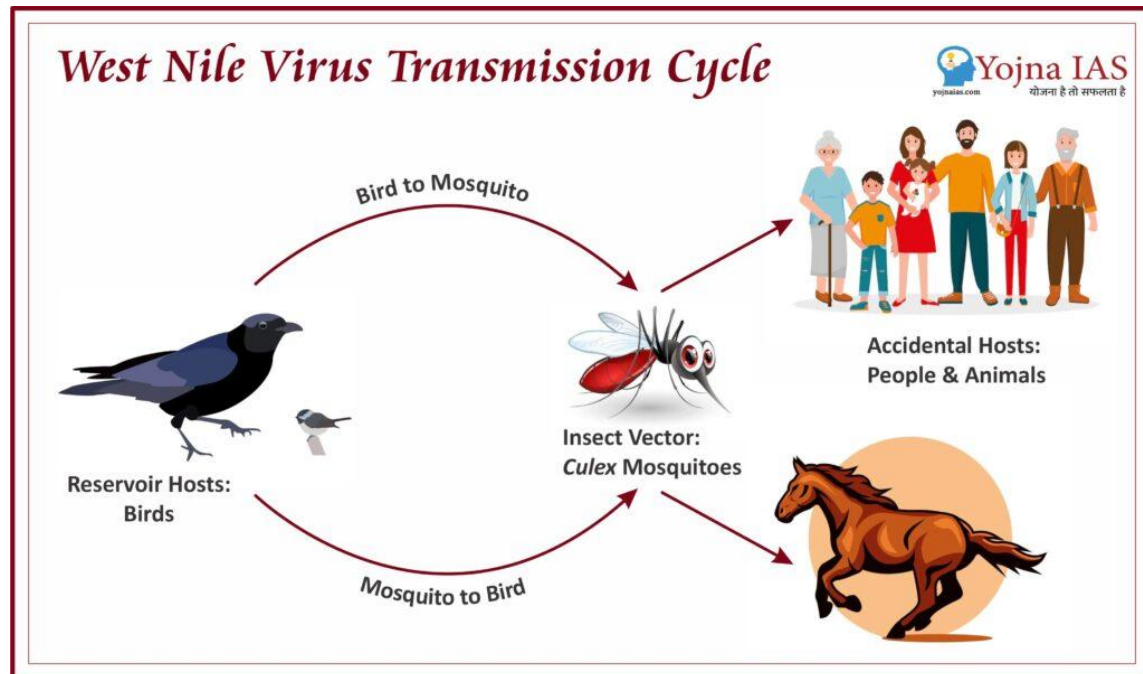 West Nile Virus Transmission Cycle
Yojna IAS
yojnaias.com
योजना है तो सफलता है
Bird to Mosquito
Accidental Hosts:
People & Animals
Insect Vector:
Culex Mosquitoes
Reservoir Hosts:
Birds
Mosquito to Bird